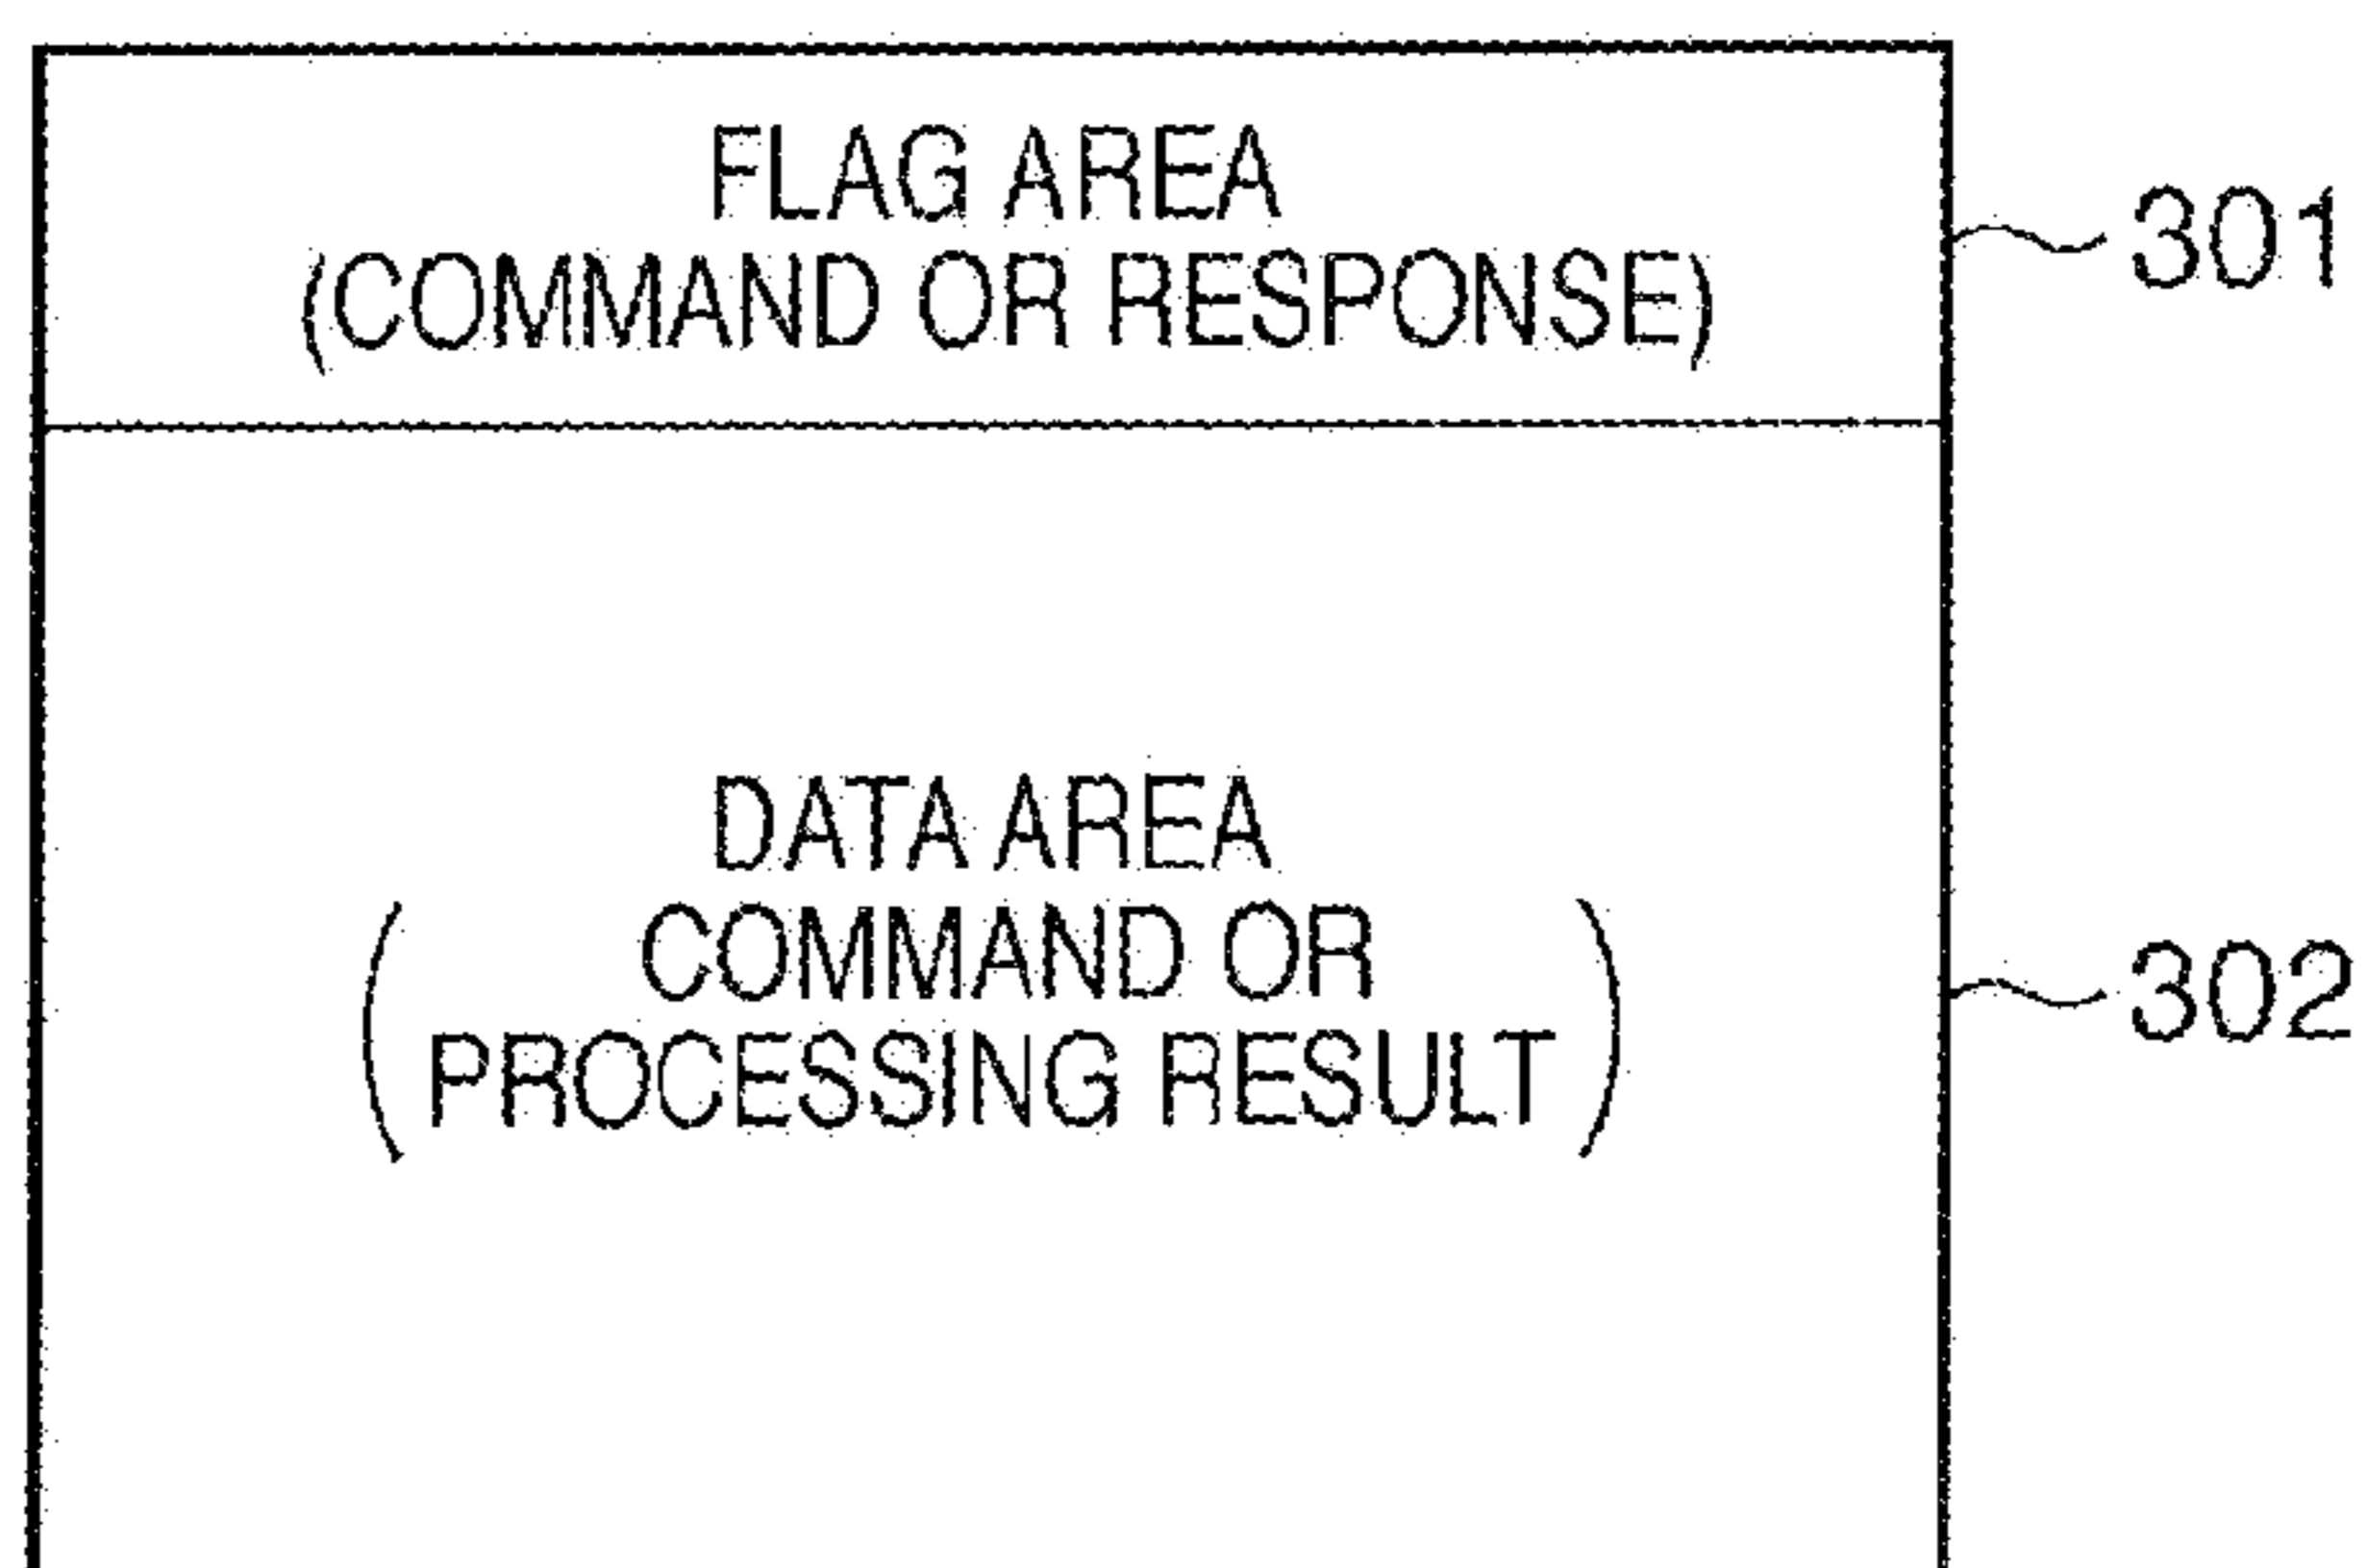 FLAG AREA
(COMMAND OR RESPONSE)
301
DATA AREA
(COMMAND OR
PROCESSING RESULT)
302